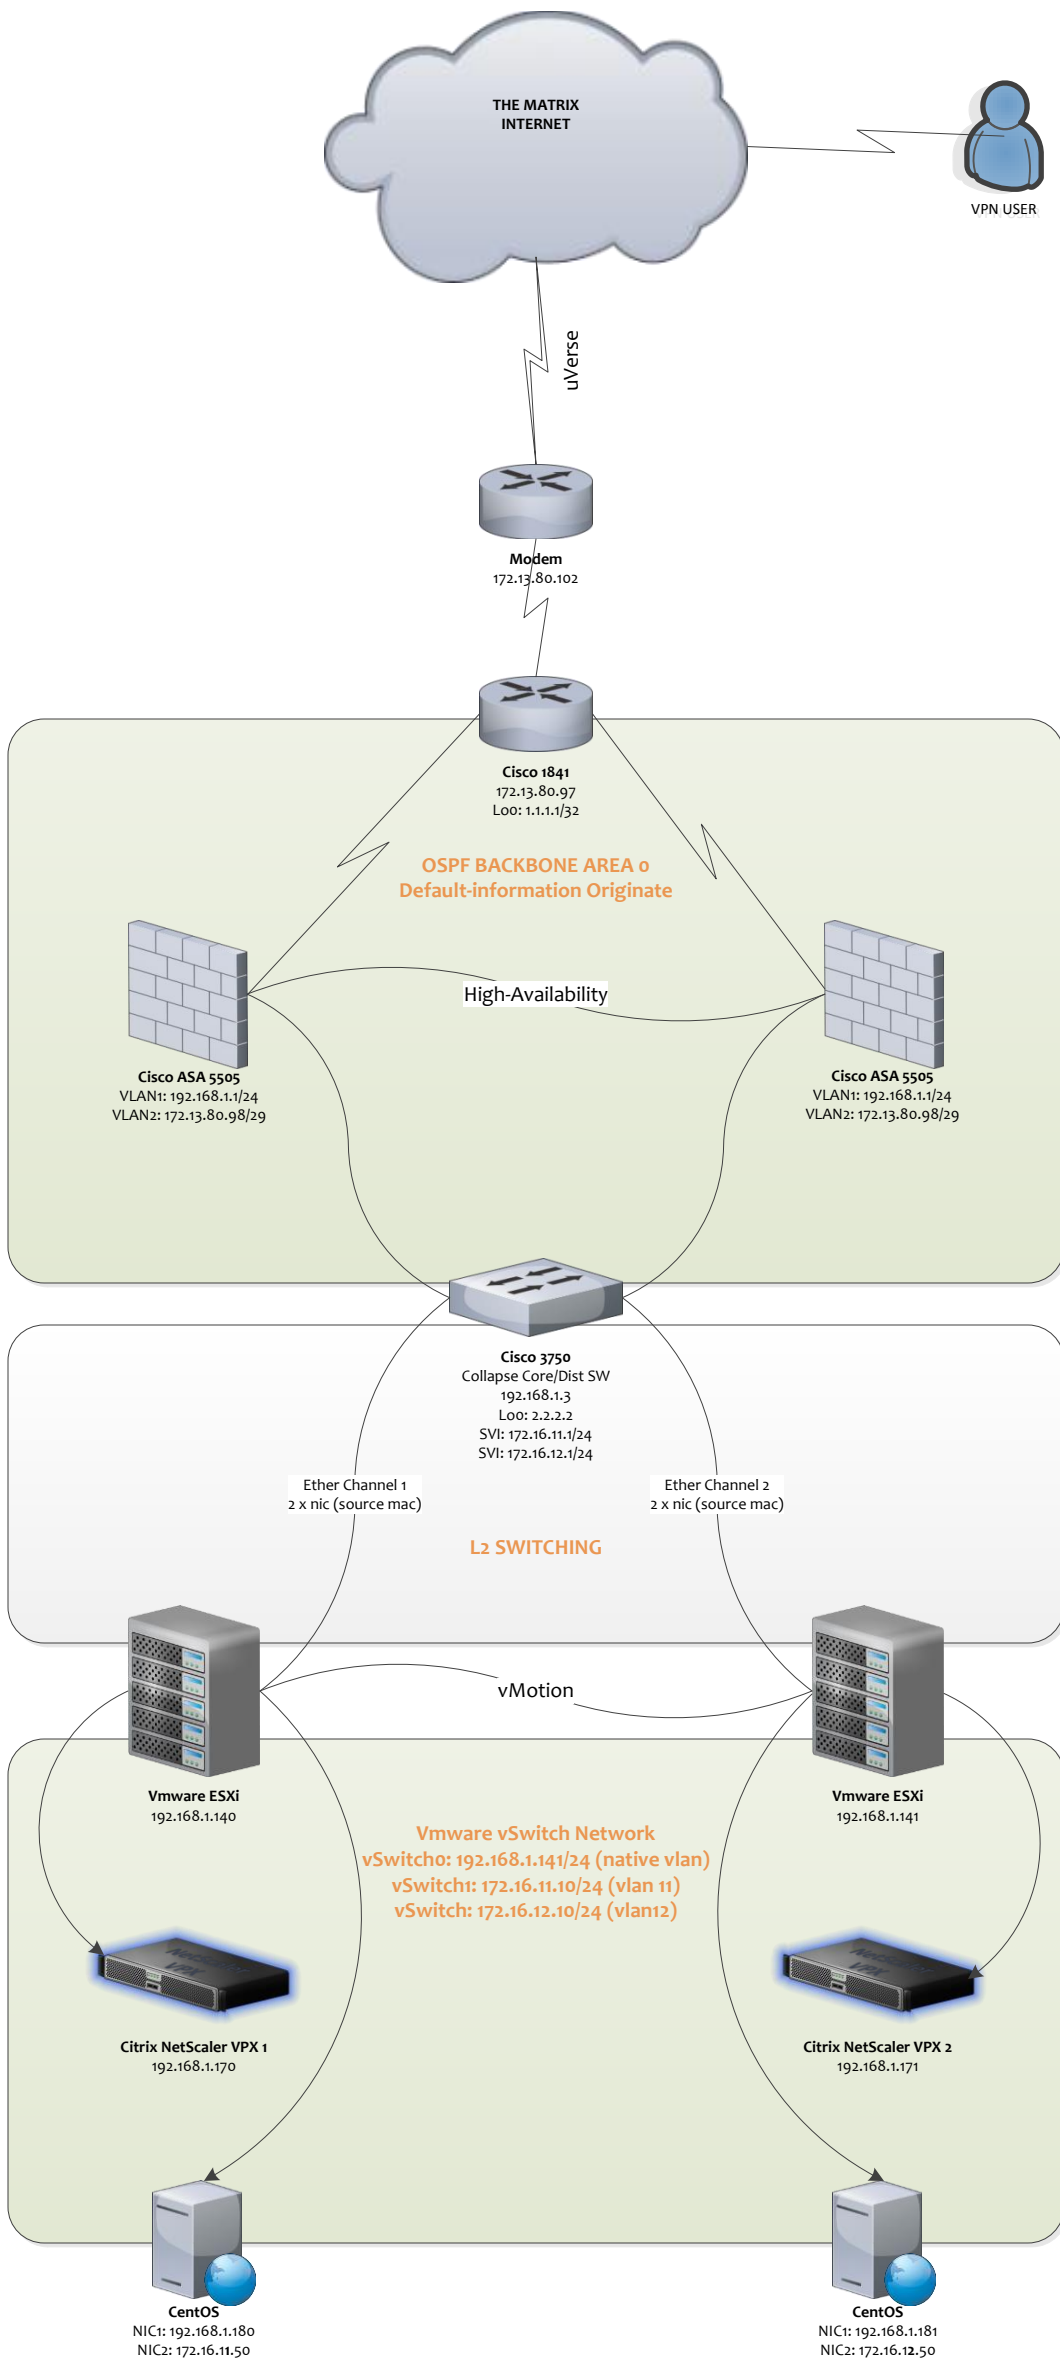 THE MATRIX
INTERNET
VPN USER
uVerse
Modem
172.13.80.102
Cisco 1841
172.13.80.97
Loo: 1.1.1.1/32
OSPF BACKBONE AREA 0
Default-information Originate
High-Availability
Cisco ASA 5505
VLAN1: 192.168.1.1/24
VLAN2: 172.13.80.98/29
Cisco ASA 5505
VLAN1: 192.168.1.1/24
VLAN2: 172.13.80.98/29
Cisco 3750
Collapse Core/Dist SW
192.168.1.3
Loo: 2.2.2.2
SVI: 172.16.11.1/24
SVI: 172.16.12.1/24
Ether Channel 1
2 x nic (source mac)
Ether Channel 2
2 x nic (source mac)
L2 SWITCHING
vMotion
Vmware ESXi
192.168.1.140
Vmware ESXi
192.168.1.141
Vmware vSwitch Network
vSwitch0: 192.168.1.141/24 (native vlan)
vSwitch1: 172.16.11.10/24 (vlan 11)
vSwitch: 172.16.12.10/24 (vlan12)
NetScaler
VPX
NetScaler
VPX
Citrix NetScaler VPX 1
192.168.1.170
Citrix NetScaler VPX 2
192.168.1.171
CentOS
NIC1: 192.168.1.180
NIC2: 172.16.11.50
CentOS
NIC1: 192.168.1.181
NIC2: 172.16.12.50